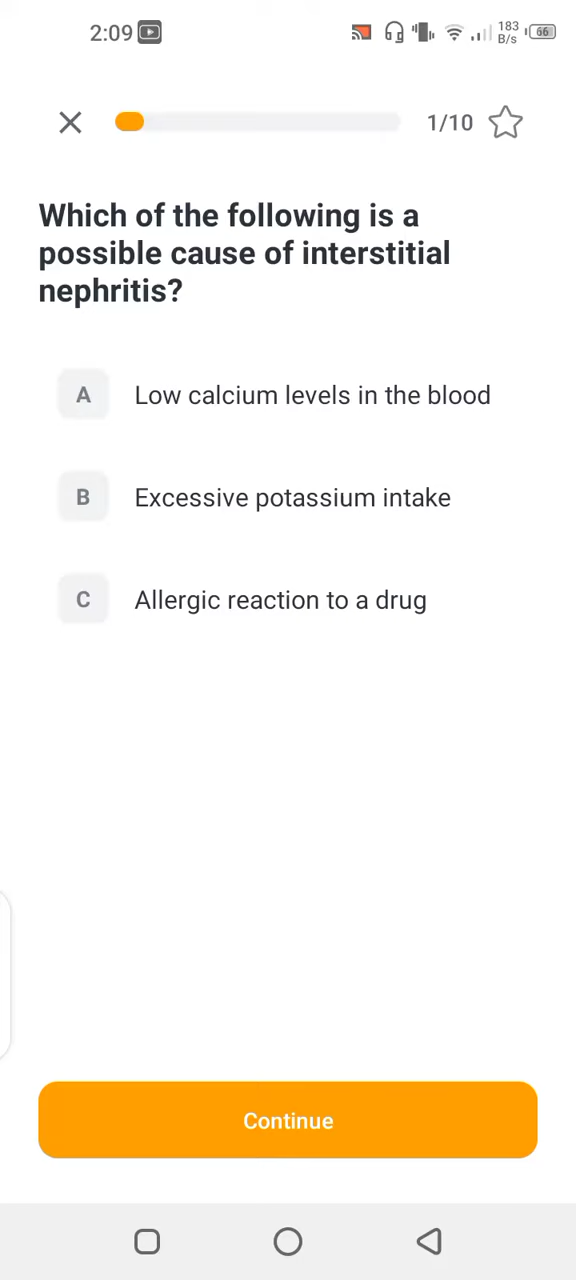 2:09
183
B/s
66
1/10
Which of the following is a
possible cause of interstitial
nephritis?
A Low calcium levels in the blood
B Excessive potassium intake
C Allergic reaction to a drug
Continue